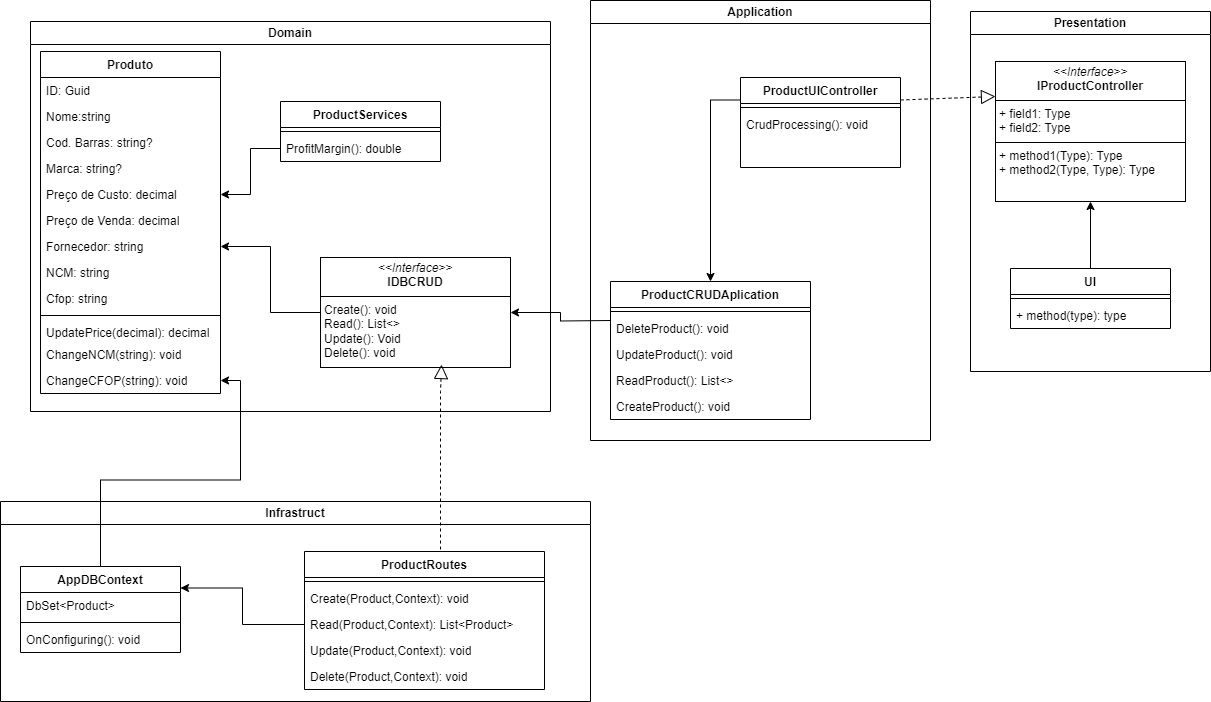 Domain
Produto
ID: Guid
Nome:string
Cod. Barras: string?
Marca: string?
Preço de Custo: decimal
Preço de Venda: decimal
Fornecedor: string
NCM: string
Cfop: string
UpdatePrice(decimal): decimal
ChangeNCM(string): void
ChangeCFOP(string): void
ProductServices
ProfitMargin(): double
<<Interface>>
IDBCRUD
Create(): void
Read(): List<>
Update(): Void
Delete(): void
Application
ProductUIController
CrudProcessing(): void
ProductCRUDAplication
DeleteProduct(): void
UpdateProduct(): void
ReadProduct(): List<>
CreateProduct(): void
Presentation
<<Interface>>
IProductController
+ field1: Type
+ field2: Type
+ method1(Type): Type
+ method2(Type, Type): Type
UI
+ method(type): type
Infrastruct
AppDBContext
DbSet<Product>
OnConfiguring(): void
ProductRoutes
Create(Product,Context): void
Read(Product,Context): List<Product>
Update(Product,Context): void
Delete(Product,Context): void